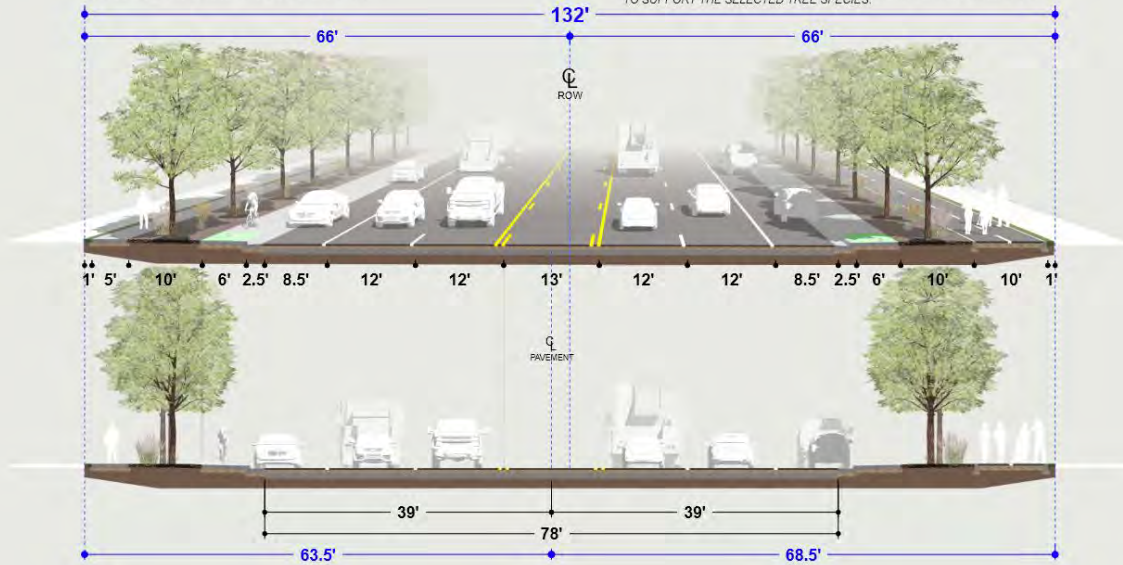 TO SUPPORT THE SELECTED TREE SPECIES.
132'
66' 66'
CL
ROW
1' 5' 10' 6' 2.5' 8.5' 12' 12' 13' 12' 12' 8.5' 2.5' 6' 10' 10' 1'
CL
PAVEMENT
39' 39'
78'
63.5' 68.5'